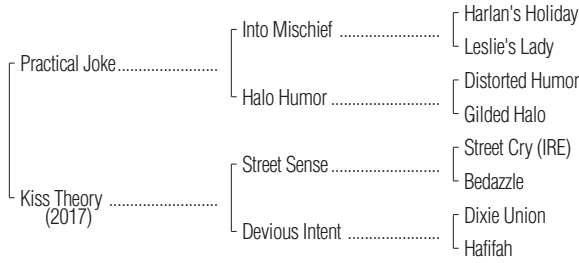 Harlan's Holiday
Into Mischief ....................
Leslie's Lady
Practical Joke....................
Distorted Humor
Halo Humor ......................
Gilded Halo
Street Cry (IRE)
Street Sense ......................
Bedazzle
Kiss Theory ......................
(2017)
Dixie Union
Devious Intent ..................
Hafifah